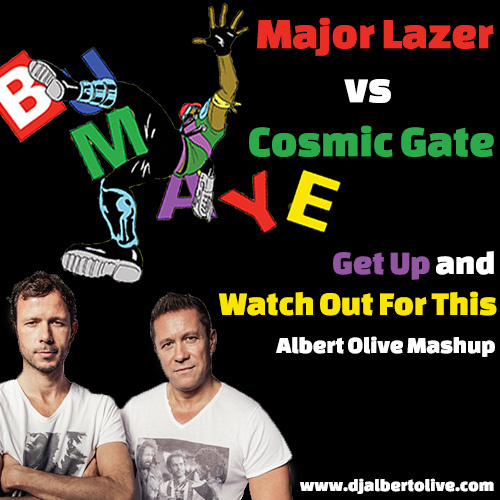 Major Lazer
vs
Cosmic Gate
BUMAYE
Get Up and
Watch Out For This
Albert Olive Mashup
www.djalbertolive.com